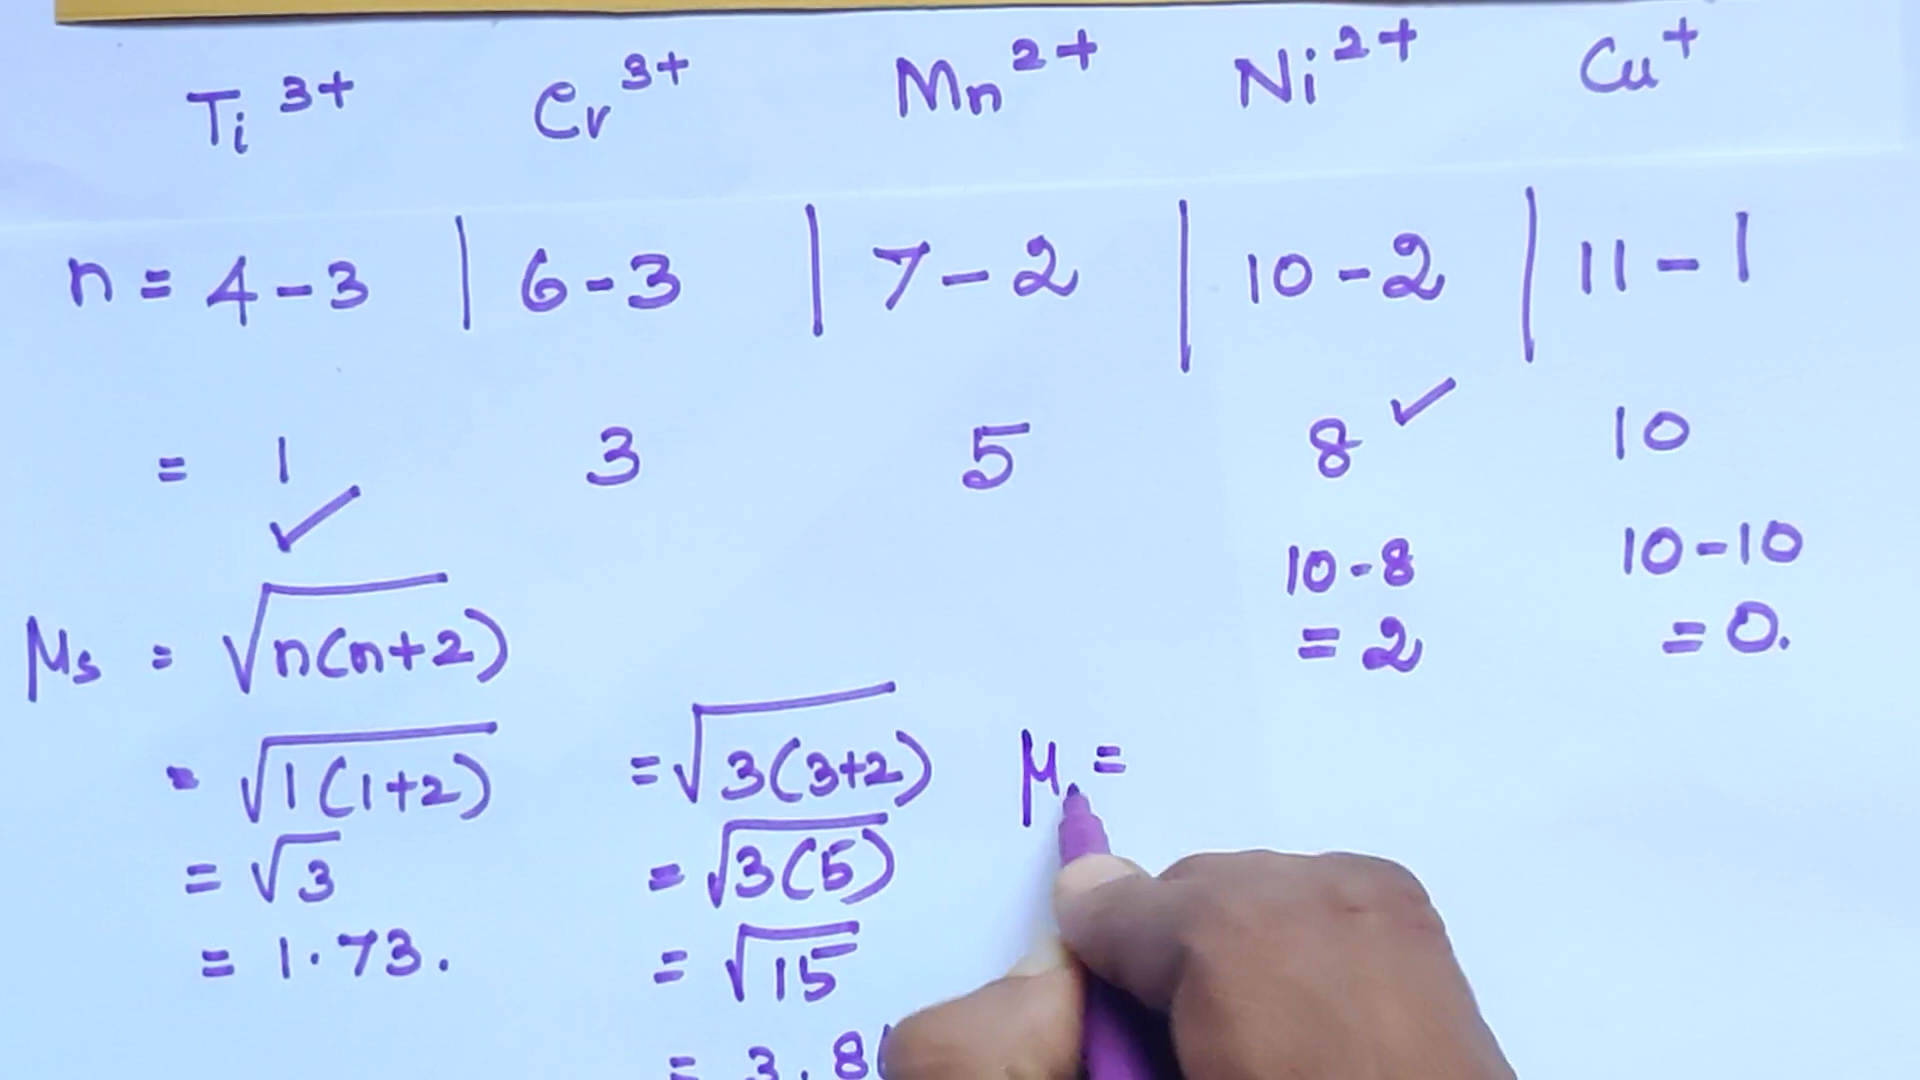 Ti³⁺ Cr³⁺ Mn²⁺ Ni²⁺ Cu⁺
n = 4-3 | 6-3 | 7-2 | 10-2 | 11-1
= 1 3 5 8 ✓ 10
✓
10-8 10-10
= 2 = 0.
μs = √n(n+2)
= √1(1+2) = √3(3+2) μ =
= √3 = √3(5)
= 1.73. = √15
= 3.8